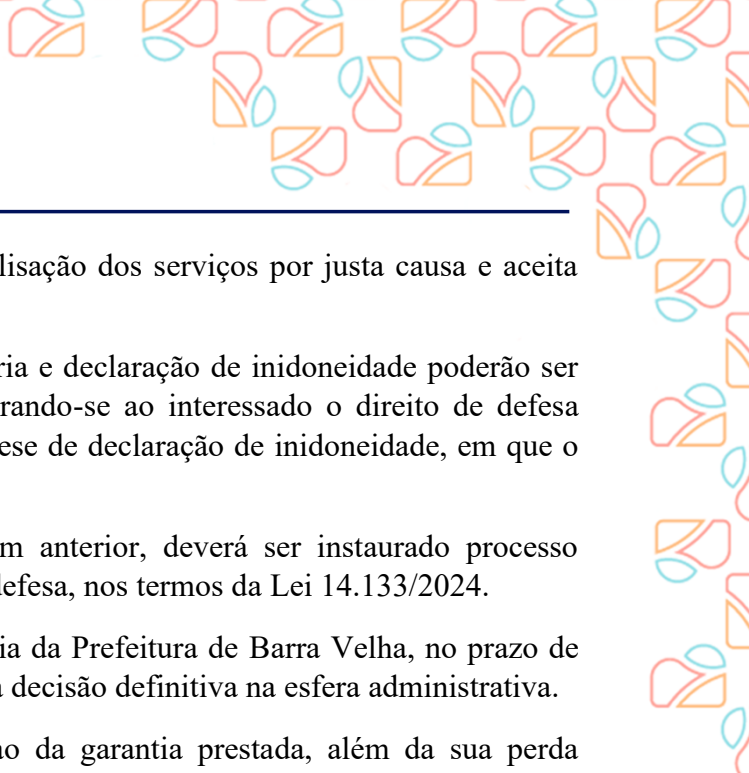 lisação dos serviços por justa causa e aceita
ria e declaração de inidoneidade poderão ser
rando-se ao interessado o direito de defesa
ese de declaração de inidoneidade, em que o
m anterior, deverá ser instaurado processo
defesa, nos termos da Lei 14.133/2024.
ia da Prefeitura de Barra Velha, no prazo de
a decisão definitiva na esfera administrativa.
ao da garantia prestada, além da sua perda